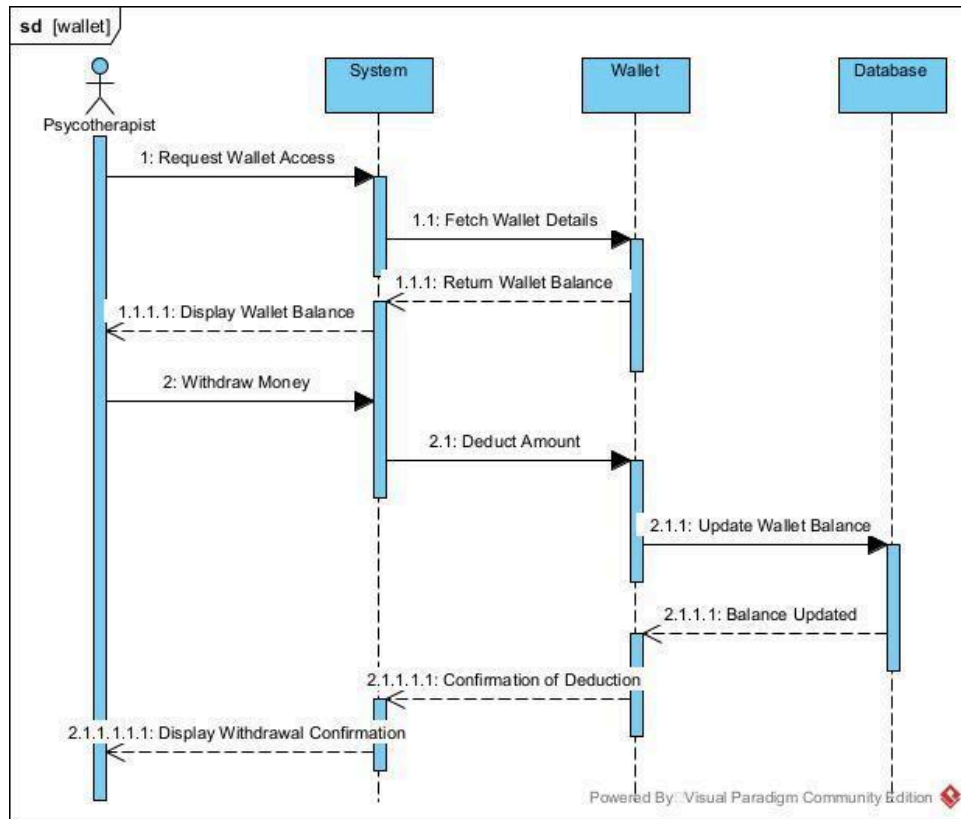 sd [wallet]
System
Wallet
Database
Psycotherapist
1: Request Wallet Access
1.1: Fetch Wallet Details
1.1.1: Return Wallet Balance
1.1.1.1: Display Wallet Balance
2: Withdraw Money
2.1: Deduct Amount
2.1.1: Update Wallet Balance
2.1.1.1: Balance Updated
2.1.1.1.1: Confirmation of Deduction
2.1.1.1.1.1: Display Withdrawal Confirmation
Powered By Visual Paradigm Community Edition